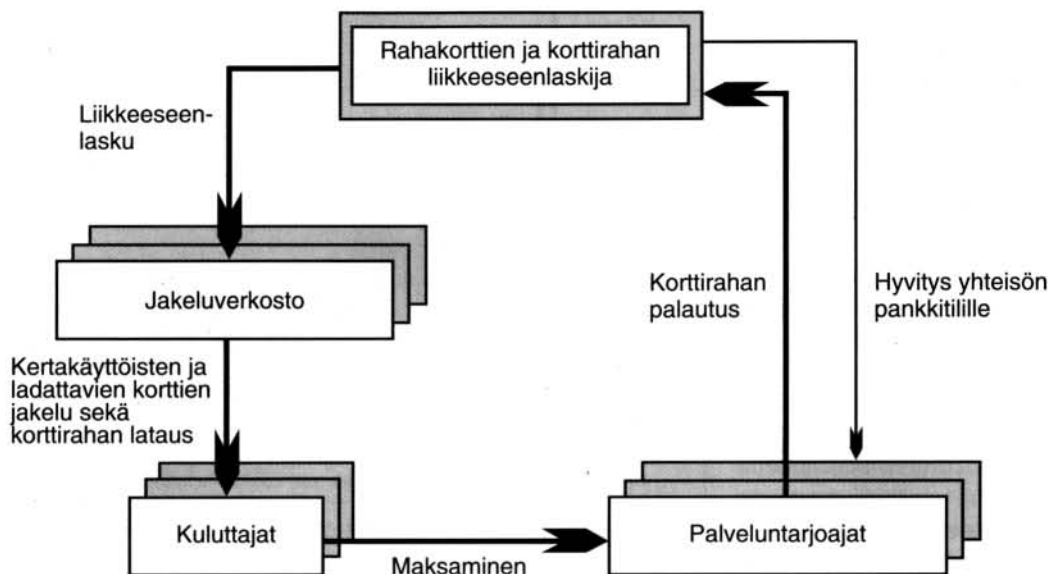 Rahakorttien ja korttirahan
liikkeeseenlaskija
Liikkeeseen-
lasku
Jakeluverkosto
Korttirahan
palautus
Hyvitys yhteisön
pankkitilille
Kertakäyttöisten ja
ladattavien korttien
jakelu sekä
korttirahan lataus
Kuluttajat
Maksaminen
Palveluntarjoajat